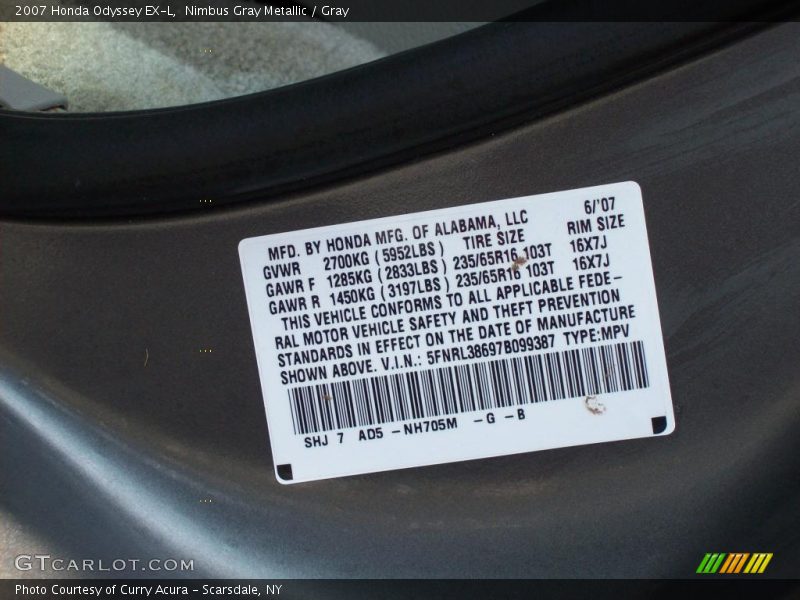 2007 Honda Odyssey EX-L, Nimbus Gray Metallic / Gray
MFD. BY HONDA MFG. OF ALABAMA, LLC 6/'07
GVWR 2700KG (5952LBS) TIRE SIZE RIM SIZE
GAWR F 1285KG (2833LBS) 235/65R16 103T 16X7J
GAWR R 1450KG (3197LBS) 235/65R16 103T 16X7J
THIS VEHICLE CONFORMS TO ALL APPLICABLE FEDE-
RAL MOTOR VEHICLE SAFETY AND THEFT PREVENTION
STANDARDS IN EFFECT ON THE DATE OF MANUFACTURE
SHOWN ABOVE. V.I.N.: 5FNRL38697B099387 TYPE:MPV
SHJ 7 AD5 -NH705M -G -B
GTCARLOT.COM
Photo Courtesy of Curry Acura - Scarsdale, NY